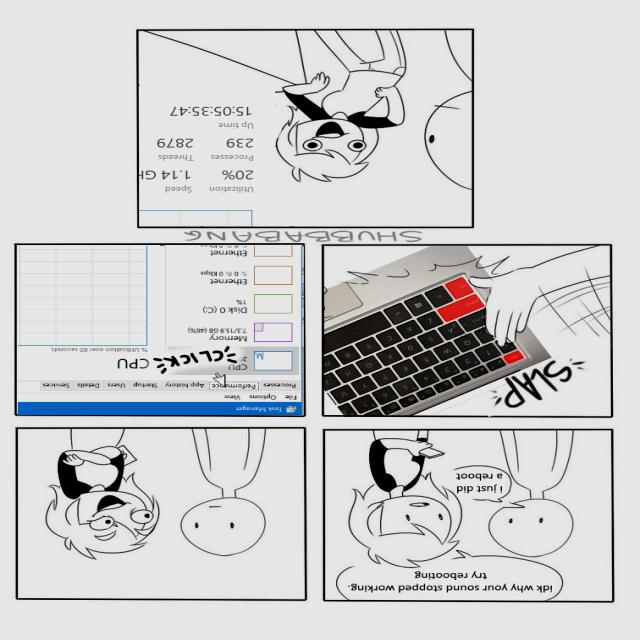 idk why your sound stopped working.
try rebooting
i just did
a reboot
SLAP
Task Manager
File Options View
Processes Performance App history Startup Users Details Services
CPU
CLICK
CPU
% Utilization over 60 seconds
Memory
7.3/15.9 GB (46%)
Disk 0 (C:)
1%
Ethernet
S: 0 R: 0 Kbps
Ethernet
SHUBBABANG
Utilization Speed
20% 1.14 GH
Processes Threads
239 2879
Up time
15:05:35:47